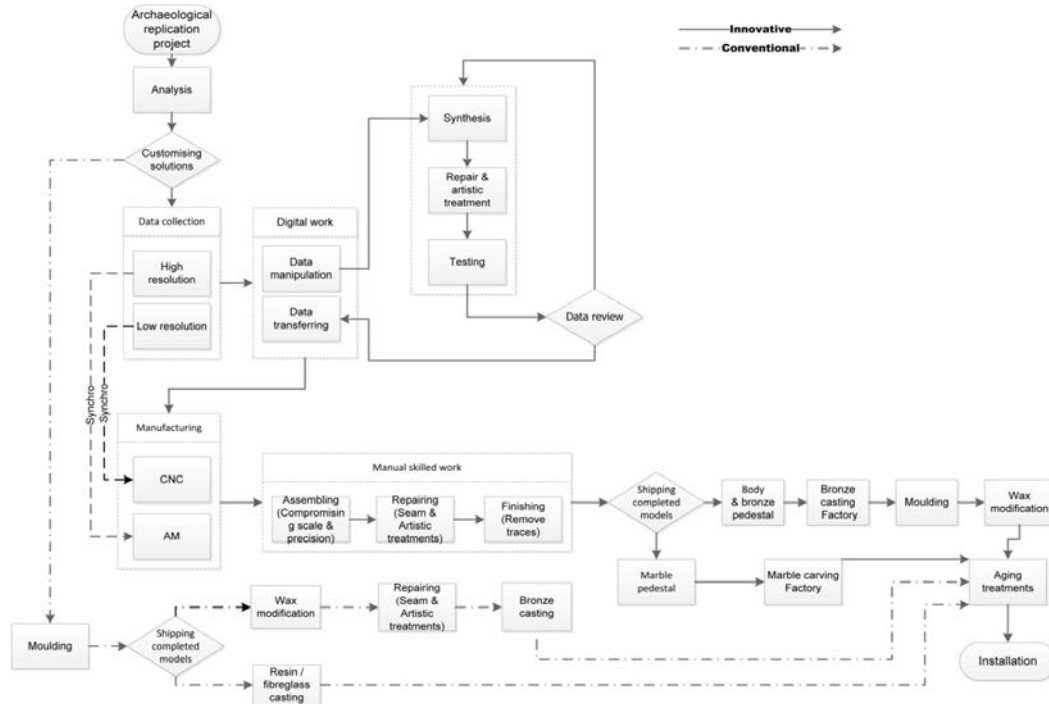 Archaeological
replication
project
Innovative
Conventional
Analysis
Customising
solutions
Synthesis
Repair &
artistic
treatment
Testing
Data collection
High
resolution
Low resolution
Digital work
Data
manipulation
Data
transferring
Data review
Synchro
Synchro
Manufacturing
CNC
AM
Manual skilled work
Assembling
(Compromisin
g scale &
precision)
Repairing
(Seam &
Artistic
treatments)
Finishing
(Remove
traces)
Shipping
completed
models
Body
& bronze
pedestal
Bronze
casting
Factory
Moulding
Wax
modification
Marble
pedestal
Marble carving
Factory
Aging
treatments
Installation
Moulding
Shipping
completed
models
Wax
modification
Repairing
(Seam &
Artistic
treatments)
Bronze
casting
Resin /
fibreglass
casting